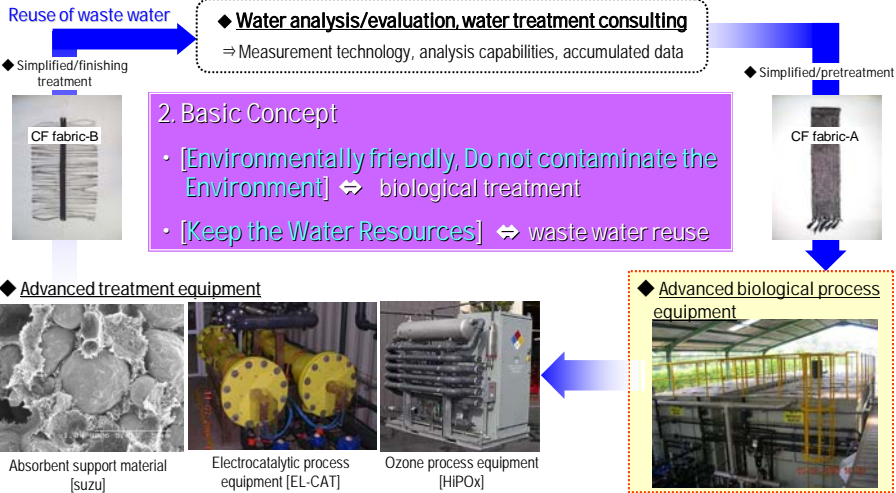 Reuse of waste water
◆ Water analysis/evaluation, water treatment consulting
⇒ Measurement technology, analysis capabilities, accumulated data
◆ Simplified/finishing
treatment
◆ Simplified/pretreatment
CF fabric-B
CF fabric-A
2. Basic Concept
・ [Environmentally friendly, Do not contaminate the
Environment] ⇔ biological treatment
・ [Keep the Water Resources] ⇔ waste water reuse
◆ Advanced treatment equipment
◆ Advanced biological process
equipment
Absorbent support material
[suzu]
Electrocatalytic process
equipment [EL-CAT]
Ozone process equipment
[HiPOx]